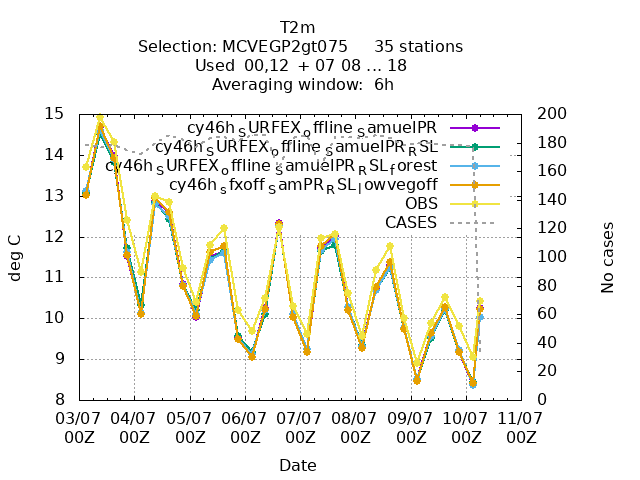 T2m
Selection: MCVEGP2gt075 35 stations
Used 00,12 + 07 08 ... 18
Averaging window: 6h
15
14
13
12
11
10
9
8
200
180
160
140
120
100
80
60
40
20
0
deg C
No cases
cy46h_SURFEX_offline_SamuelPR
cy46h_SURFEX_offline_SamuelPR_RSL
cy46h_SURFEX_offline_SamuelPR_RSL_forest
cy46h_sfxoff_SamPR_RSL_lowvegoff
OBS
CASES
03/07 04/07 05/07 06/07 07/07 08/07 09/07 10/07 11/07
00Z 00Z 00Z 00Z 00Z 00Z 00Z 00Z 00Z
Date